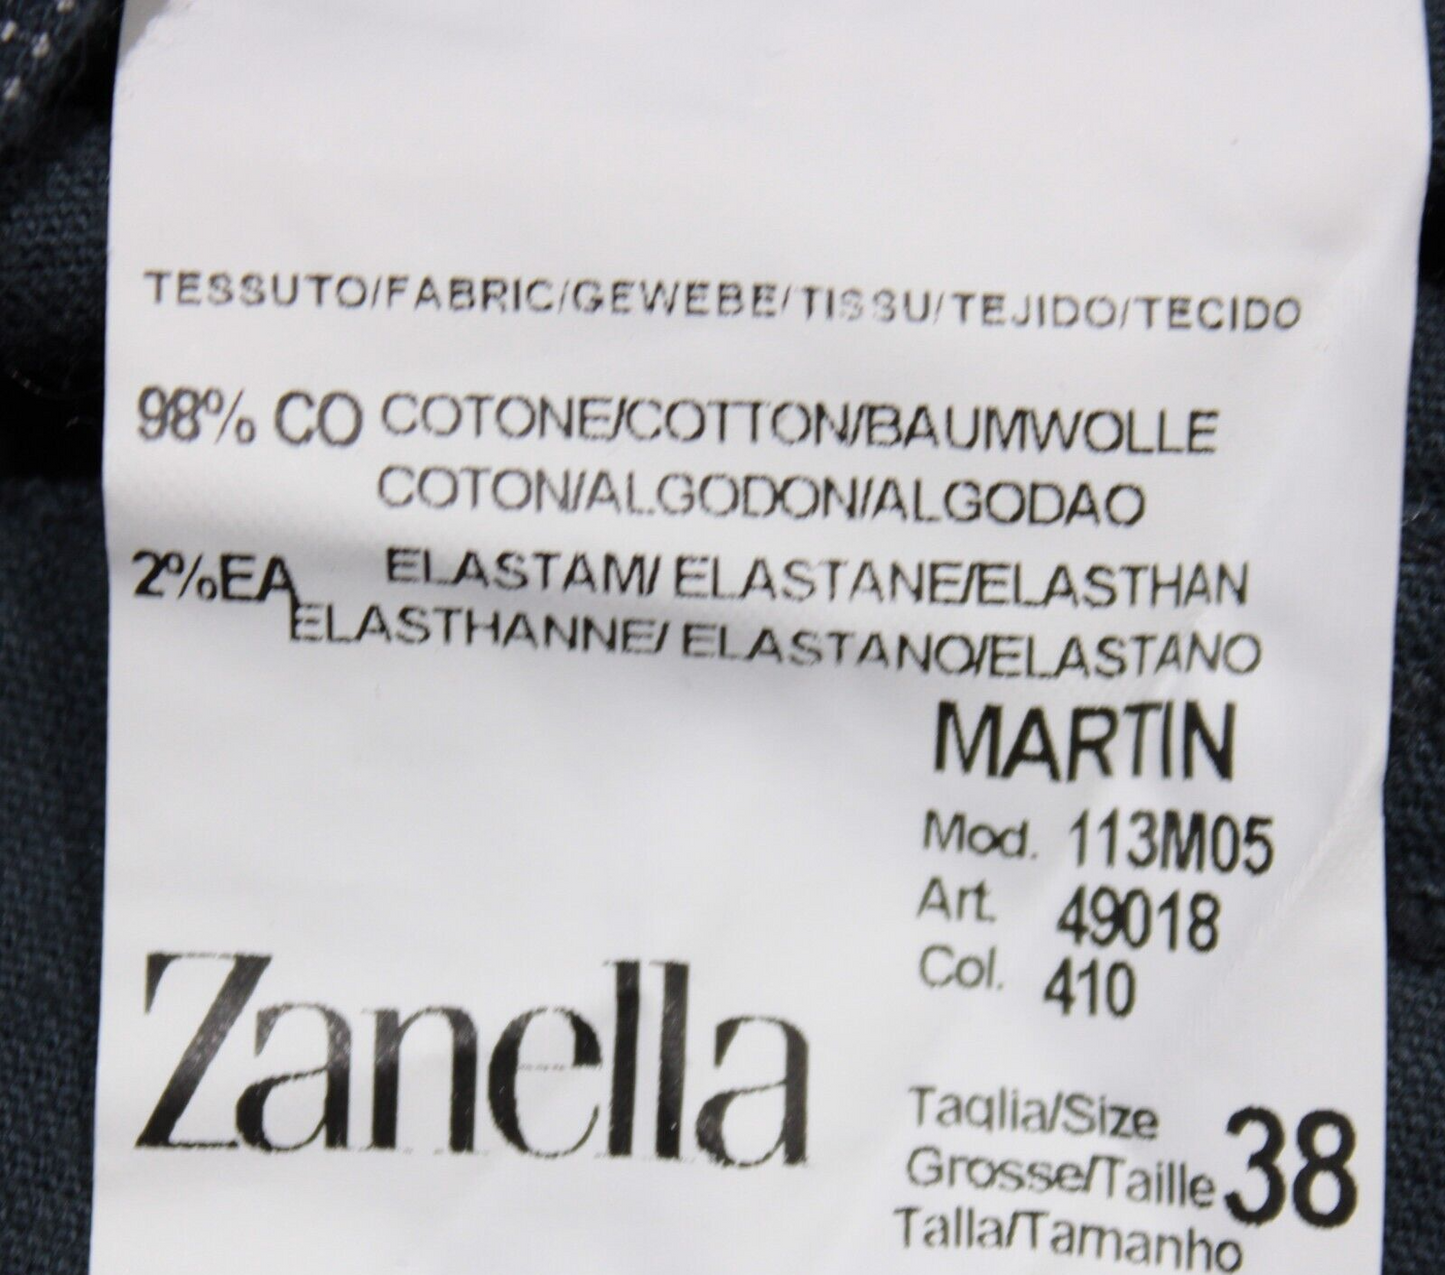 TESSUTO/FABRIC/GEWEBE/TISSU/TEJIDO/TECIDO
98% CO COTONE/COTTON/BAUMWOLLE
COTON/ALGODON/ALGODAO
2%EA ELASTAM/ ELASTANE/ELASTHAN
ELASTHANNE/ ELASTANO/ELASTANO
MARTIN
Mod. 113M05
Art. 49018
Col. 410
Zanella
Taglia/Size
Grosse/Taille 38
Talla/Tamanho